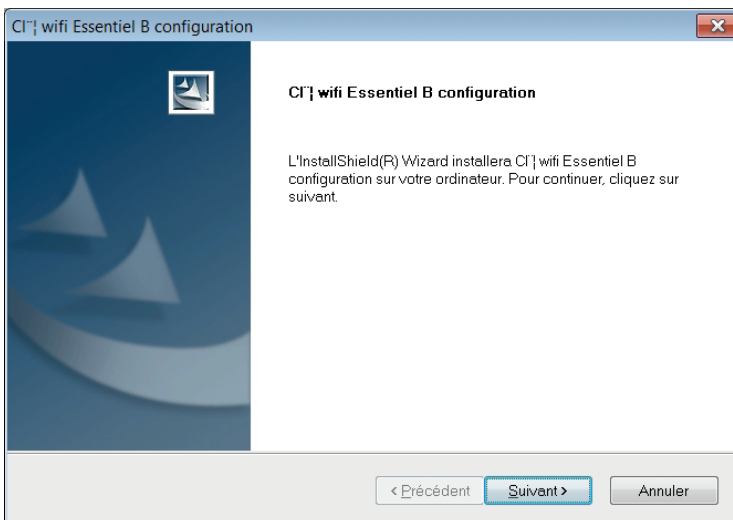 Cl¨¦ wifi Essentiel B configuration
Cl¨¦ wifi Essentiel B configuration
L'InstallShield(R) Wizard installera Cl¨¦ wifi Essentiel B
configuration sur votre ordinateur. Pour continuer, cliquez sur
suivant.
< Précédent
Suivant >
Annuler